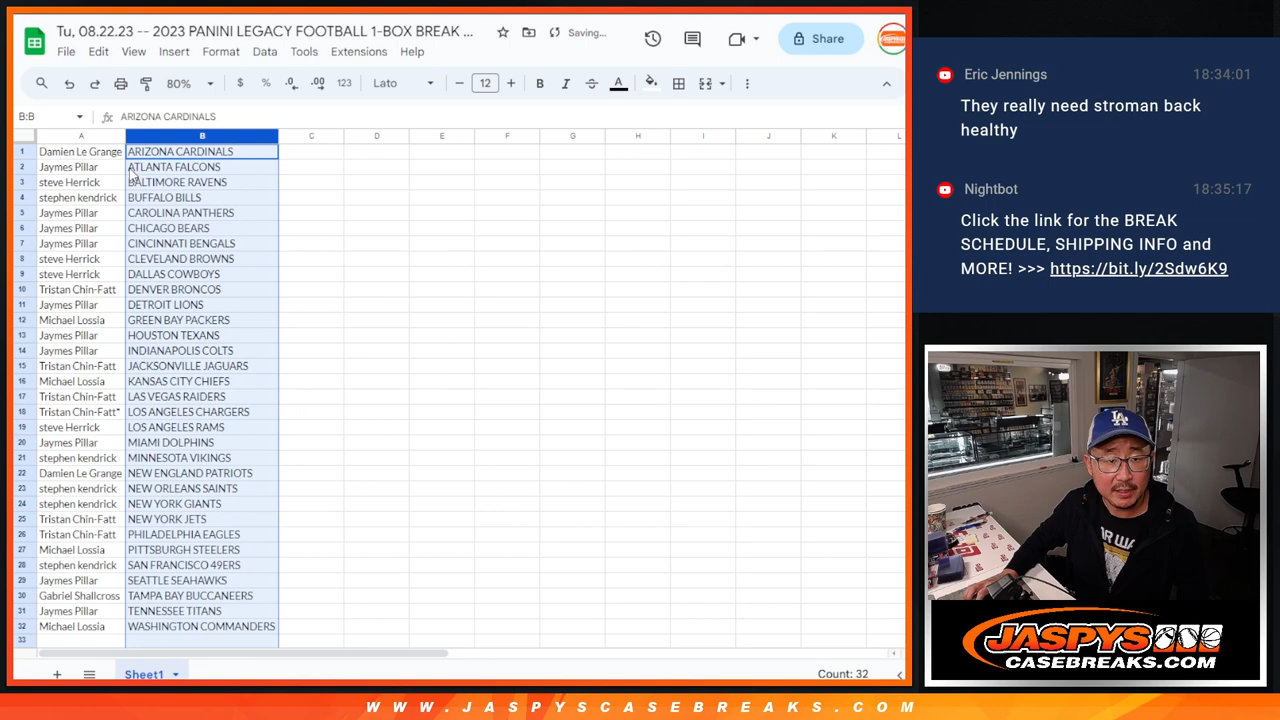 Tu, 08.22.23 -- 2023 PANINI LEGACY FOOTBALL 1-BOX BREAK ...
Saving...
Share
File Edit View Insert Format Data Tools Extensions Help
80% $ % .0 .00 123 Lato 12 B I S A
B:B fx ARIZONA CARDINALS
A B C D E F G H I J K L
1 Damien Le Grange ARIZONA CARDINALS
2 Jaymes Pillar ATLANTA FALCONS
3 steve Herrick BALTIMORE RAVENS
4 stephen kendrick BUFFALO BILLS
5 Jaymes Pillar CAROLINA PANTHERS
6 Jaymes Pillar CHICAGO BEARS
7 Jaymes Pillar CINCINNATI BENGALS
8 steve Herrick CLEVELAND BROWNS
9 steve Herrick DALLAS COWBOYS
10 Tristan Chin-Fatt DENVER BRONCOS
11 Jaymes Pillar DETROIT LIONS
12 Michael Lossia GREEN BAY PACKERS
13 Jaymes Pillar HOUSTON TEXANS
14 Jaymes Pillar INDIANAPOLIS COLTS
15 Tristan Chin-Fatt JACKSONVILLE JAGUARS
16 Michael Lossia KANSAS CITY CHIEFS
17 Tristan Chin-Fatt LAS VEGAS RAIDERS
18 Tristan Chin-Fatt* LOS ANGELES CHARGERS
19 steve Herrick LOS ANGELES RAMS
20 Jaymes Pillar MIAMI DOLPHINS
21 stephen kendrick MINNESOTA VIKINGS
22 Damien Le Grange NEW ENGLAND PATRIOTS
23 stephen kendrick NEW ORLEANS SAINTS
24 stephen kendrick NEW YORK GIANTS
25 Tristan Chin-Fatt NEW YORK JETS
26 Tristan Chin-Fatt PHILADELPHIA EAGLES
27 Michael Lossia PITTSBURGH STEELERS
28 stephen kendrick SAN FRANCISCO 49ERS
29 Jaymes Pillar SEATTLE SEAHAWKS
30 Gabriel Shallcross TAMPA BAY BUCCANEERS
31 Jaymes Pillar TENNESSEE TITANS
32 Michael Lossia WASHINGTON COMMANDERS
33
Sheet1 Count: 32
Eric Jennings 18:34:01
They really need stroman back
healthy
Nightbot 18:35:17
Click the link for the BREAK
SCHEDULE, SHIPPING INFO and
MORE! >>> https://bit.ly/2Sdw6K9
LA
JASPYS
CASEBREAKS.COM
WWW.JASPYSCASEBREAKS.COM